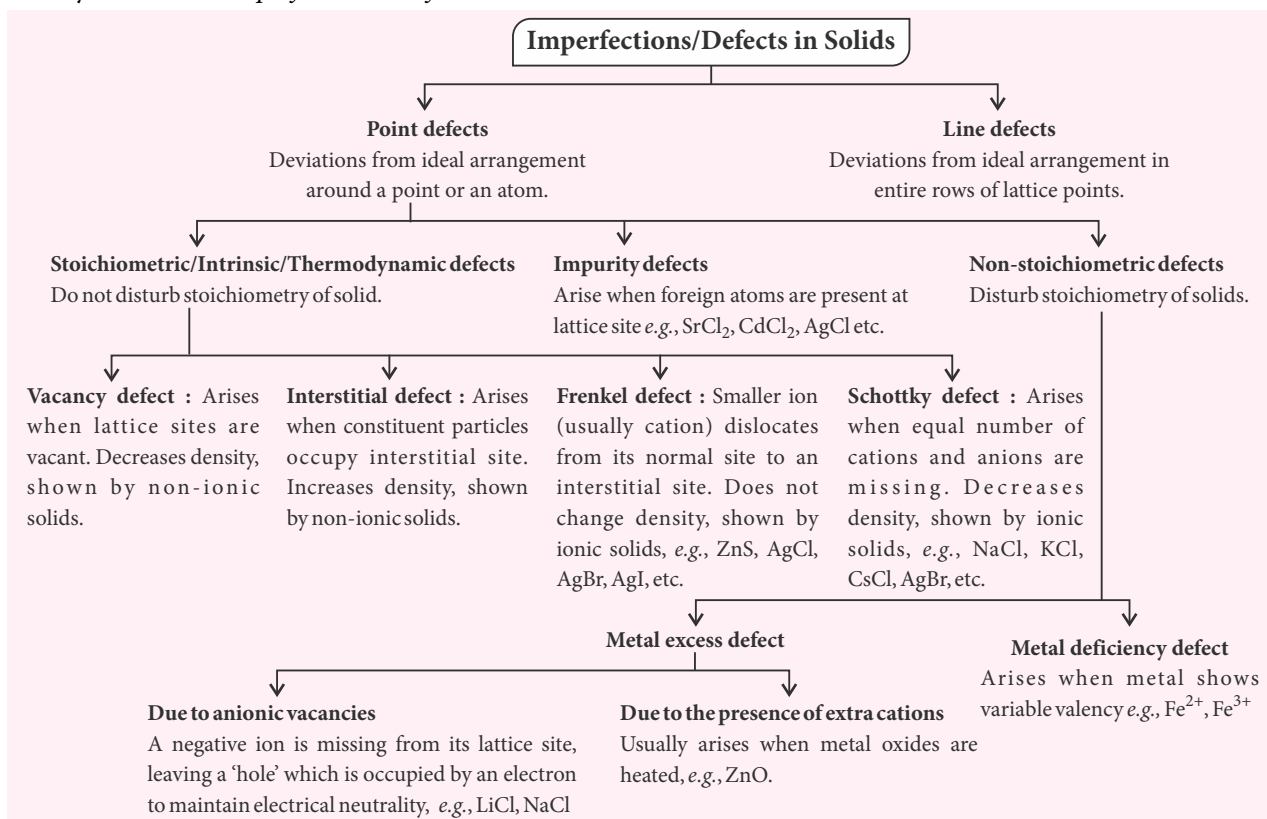 Imperfections/Defects in Solids
Point defects
Deviations from ideal arrangement
around a point or an atom.
Line defects
Deviations from ideal arrangement in
entire rows of lattice points.
Stoichiometric/Intrinsic/Thermodynamic defects
Do not disturb stoichiometry of solid.
Impurity defects
Arise when foreign atoms are present at
lattice site e.g., SrCl₂, CdCl₂, AgCl etc.
Non-stoichiometric defects
Disturb stoichiometry of solids.
Vacancy defect : Arises
when lattice sites are
vacant. Decreases density,
shown by non-ionic
solids.
Interstitial defect : Arises
when constituent particles
occupy interstitial site.
Increases density, shown
by non-ionic solids.
Frenkel defect : Smaller ion
(usually cation) dislocates
from its normal site to an
interstitial site. Does not
change density, shown by
ionic solids, e.g., ZnS, AgCl,
AgBr, AgI, etc.
Schottky defect : Arises
when equal number of
cations and anions are
missing. Decreases
density, shown by ionic
solids, e.g., NaCl, KCl,
CsCl, AgBr, etc.
Metal excess defect
Metal deficiency defect
Arises when metal shows
variable valency e.g., Fe²⁺, Fe³⁺
Due to anionic vacancies
A negative ion is missing from its lattice site,
leaving a ‘hole’ which is occupied by an electron
to maintain electrical neutrality, e.g., LiCl, NaCl
Due to the presence of extra cations
Usually arises when metal oxides are
heated, e.g., ZnO.